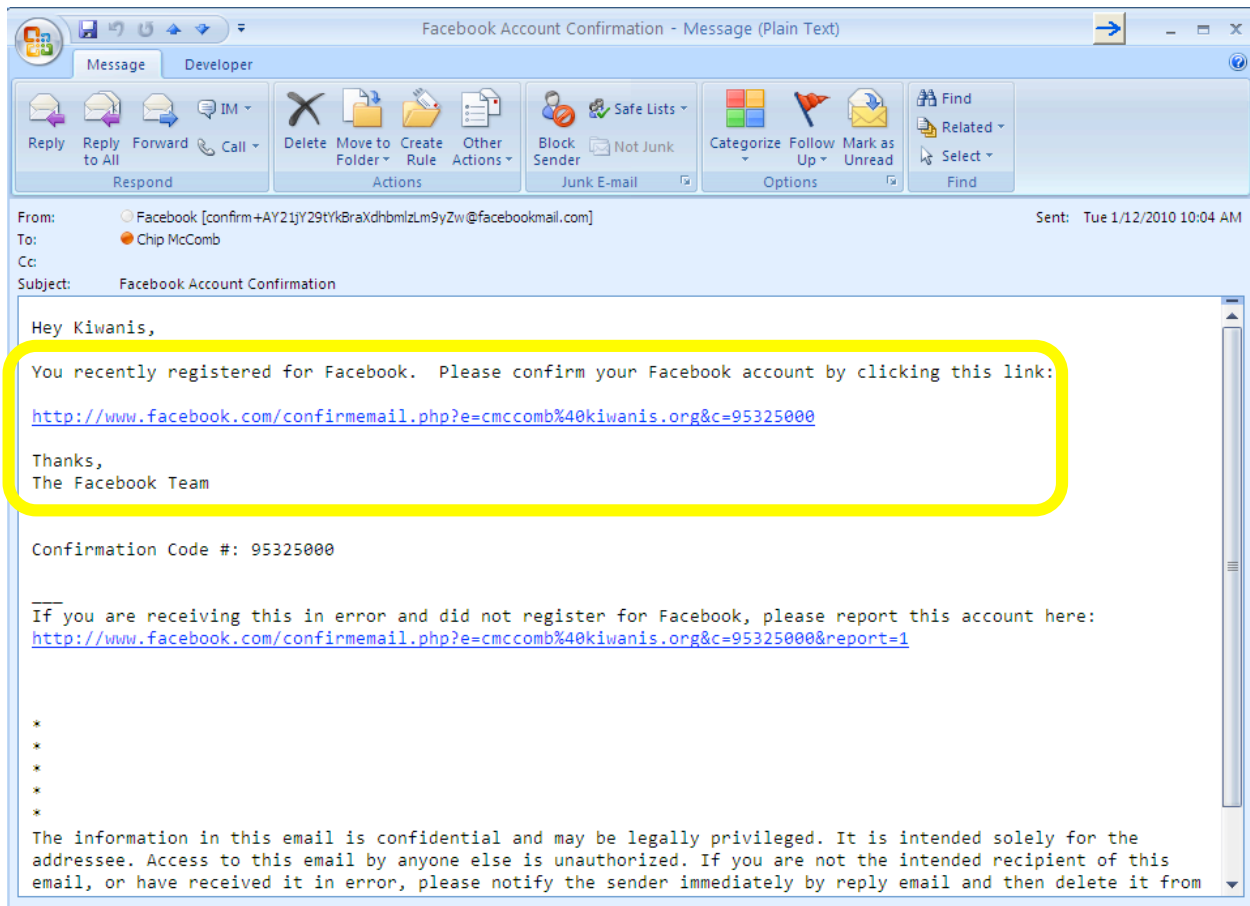 Facebook Account Confirmation - Message (Plain Text)
Message Developer
Reply Reply to All Forward IM Call Delete Move to Folder Create Rule Other Actions Block Sender Safe Lists Not Junk Categorize Follow Up Mark as Unread Find Related Select
Respond Actions Junk E-mail Options Find
From: Facebook [confirm+AY21jY29tYkBraXdhbmlzLm9yZw@facebookmail.com] Sent: Tue 1/12/2010 10:04 AM
To: Chip McComb
Cc:
Subject: Facebook Account Confirmation
Hey Kiwanis,
You recently registered for Facebook.  Please confirm your Facebook account by clicking this link:
http://www.facebook.com/confirmemail.php?e=cmccomb%40kiwanis.org&c=95325000
Thanks,
The Facebook Team
Confirmation Code #: 95325000
___
If you are receiving this in error and did not register for Facebook, please report this account here:
http://www.facebook.com/confirmemail.php?e=cmccomb%40kiwanis.org&c=95325000&report=1
*
*
*
*
*
The information in this email is confidential and may be legally privileged. It is intended solely for the
addressee. Access to this email by anyone else is unauthorized. If you are not the intended recipient of this
email, or have received it in error, please notify the sender immediately by reply email and then delete it from